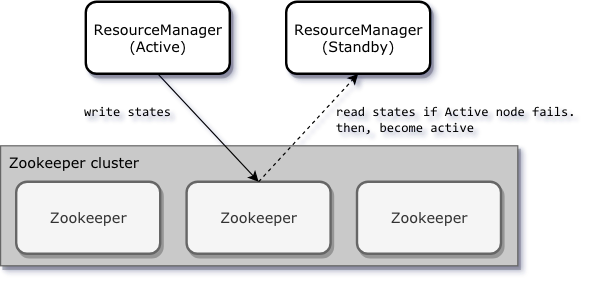 ResourceManager
(Active)
ResourceManager
(Standby)
write states
read states if Active node fails.
then, become active
Zookeeper cluster
Zookeeper
Zookeeper
Zookeeper